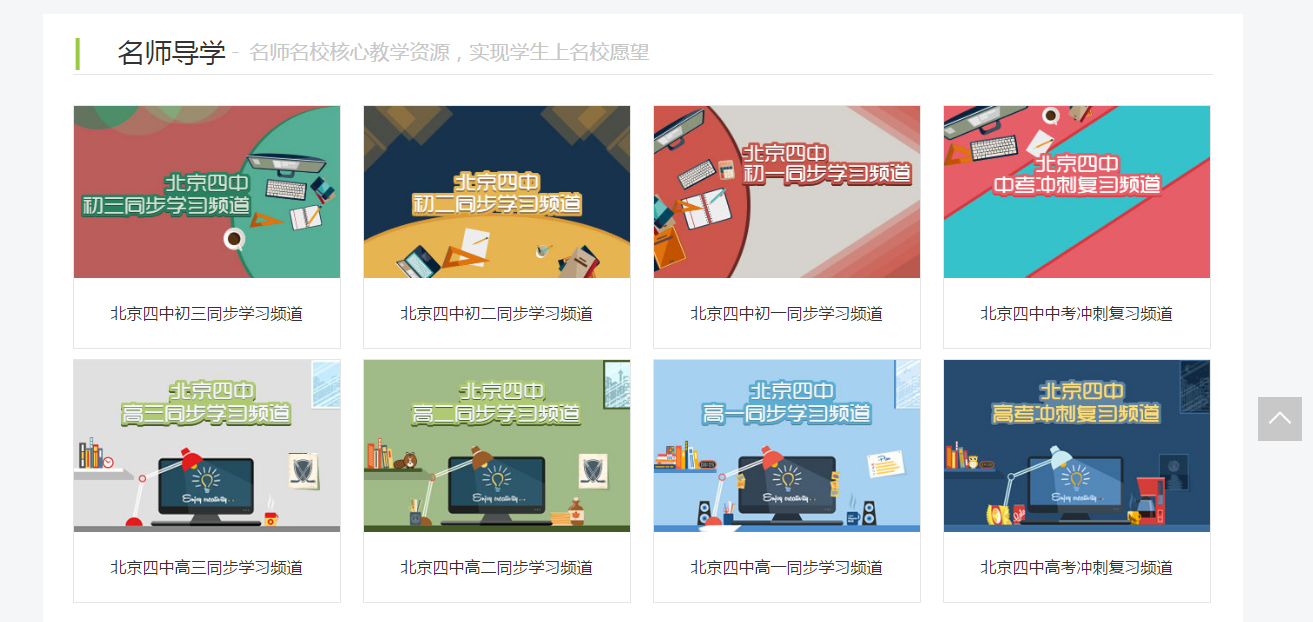 名师导学 - 名师名校核心教学资源，实现学生上名校愿望
北京四中
初三同步学习频道
北京四中
初二同步学习频道
北京四中
初一同步学习频道
北京四中
中考冲刺复习频道
北京四中初三同步学习频道
北京四中初二同步学习频道
北京四中初一同步学习频道
北京四中中考冲刺复习频道
北京四中
高三同步学习频道
Enjoy creativity...
北京四中
高二同步学习频道
Enjoy creativity...
北京四中
高一同步学习频道
Enjoy creativity...
北京四中
高考冲刺复习频道
Enjoy creativity...
北京四中高三同步学习频道
北京四中高二同步学习频道
北京四中高一同步学习频道
北京四中高考冲刺复习频道